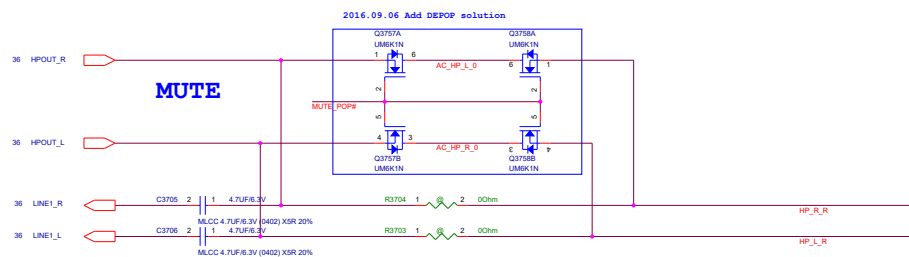 2016.09.06 Add DEPOP solution
Q3757A
Q3758A
UM6K1N
UM6K1N
36 HPOUT_R
1
6
AC_HP_L_0
6
1
2
2
MUTE
MUTE_POP#
5
5
36 HPOUT_L
4
3
AC_HP_R_0
3
4
Q3757B
Q3758B
UM6K1N
UM6K1N
36 LINE1_R
C3705 2 1 4.7UF/6.3V
R3704 1 @ 2 0Ohm
HP_R_R
MLCC 4.7UF/6.3V (0402) X5R 20%
36 LINE1_L
C3706 2 1 4.7UF/6.3V
R3703 1 @ 2 0Ohm
HP_L_R
MLCC 4.7UF/6.3V (0402) X5R 20%